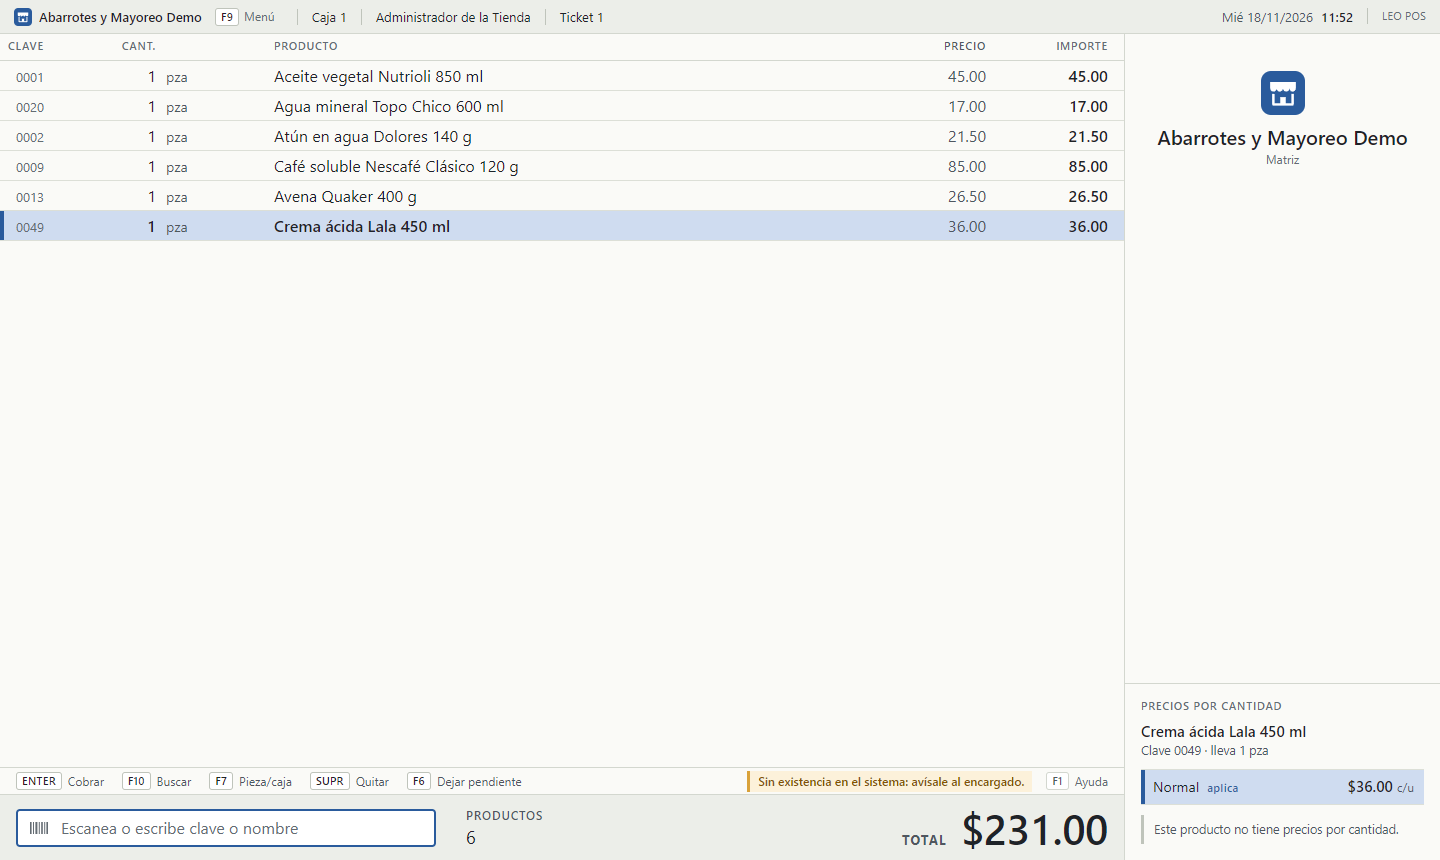 Abarrotes y Mayoreo Demo F9 Menú Caja 1 Administrador de la Tienda Ticket 1 Mié 18/11/2026 11:52 LEO POS
CLAVE CANT. PRODUCTO PRECIO IMPORTE
0001 1 pza Aceite vegetal Nutrioli 850 ml 45.00 45.00
0020 1 pza Agua mineral Topo Chico 600 ml 17.00 17.00
0002 1 pza Atún en agua Dolores 140 g 21.50 21.50
0009 1 pza Café soluble Nescafé Clásico 120 g 85.00 85.00
0013 1 pza Avena Quaker 400 g 26.50 26.50
0049 1 pza Crema ácida Lala 450 ml 36.00 36.00
ENTER Cobrar F10 Buscar F7 Pieza/caja SUPR Quitar F6 Dejar pendiente Sin existencia en el sistema: avísale al encargado. F1 Ayuda
Escanea o escribe clave o nombre
PRODUCTOS
6
TOTAL $231.00
Abarrotes y Mayoreo Demo
Matriz
PRECIOS POR CANTIDAD
Crema ácida Lala 450 ml
Clave 0049 · lleva 1 pza
Normal aplica $36.00 c/u
Este producto no tiene precios por cantidad.